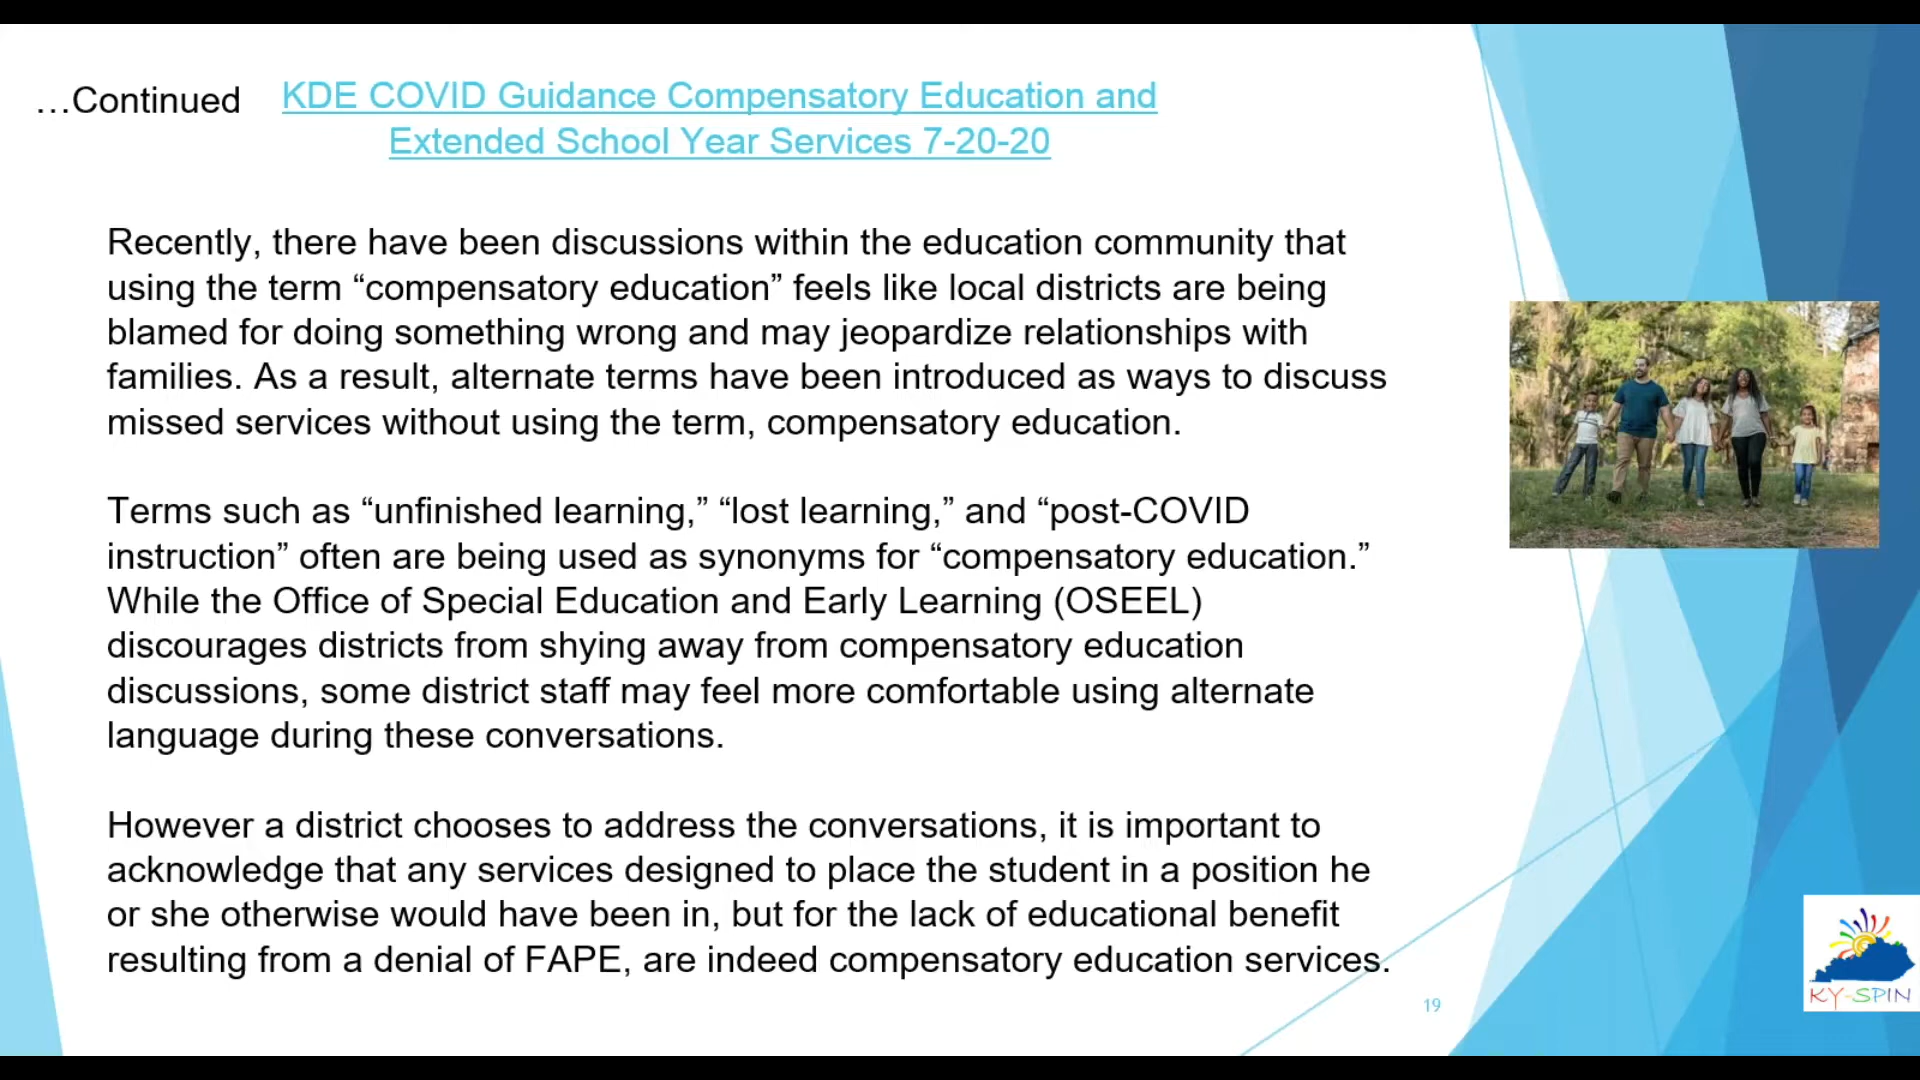 …Continued
KDE COVID Guidance Compensatory Education and
Extended School Year Services 7-20-20
Recently, there have been discussions within the education community that
using the term “compensatory education” feels like local districts are being
blamed for doing something wrong and may jeopardize relationships with
families. As a result, alternate terms have been introduced as ways to discuss
missed services without using the term, compensatory education.
Terms such as “unfinished learning,” “lost learning,” and “post-COVID
instruction” often are being used as synonyms for “compensatory education.”
While the Office of Special Education and Early Learning (OSEEL)
discourages districts from shying away from compensatory education
discussions, some district staff may feel more comfortable using alternate
language during these conversations.
However a district chooses to address the conversations, it is important to
acknowledge that any services designed to place the student in a position he
or she otherwise would have been in, but for the lack of educational benefit
resulting from a denial of FAPE, are indeed compensatory education services.
19
KY-SPIN